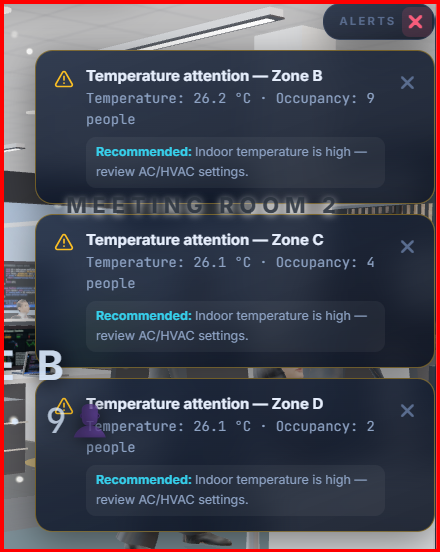 ALERTS
Temperature attention — Zone B
Temperature: 26.2 °C · Occupancy: 9
people
Recommended: Indoor temperature is high —
review AC/HVAC settings.
MEETING ROOM 2
Temperature attention — Zone C
Temperature: 26.1 °C · Occupancy: 4
people
Recommended: Indoor temperature is high —
review AC/HVAC settings.
E B
Temperature attention — Zone D
9
Temperature: 26.1 °C · Occupancy: 2
people
Recommended: Indoor temperature is high —
review AC/HVAC settings.